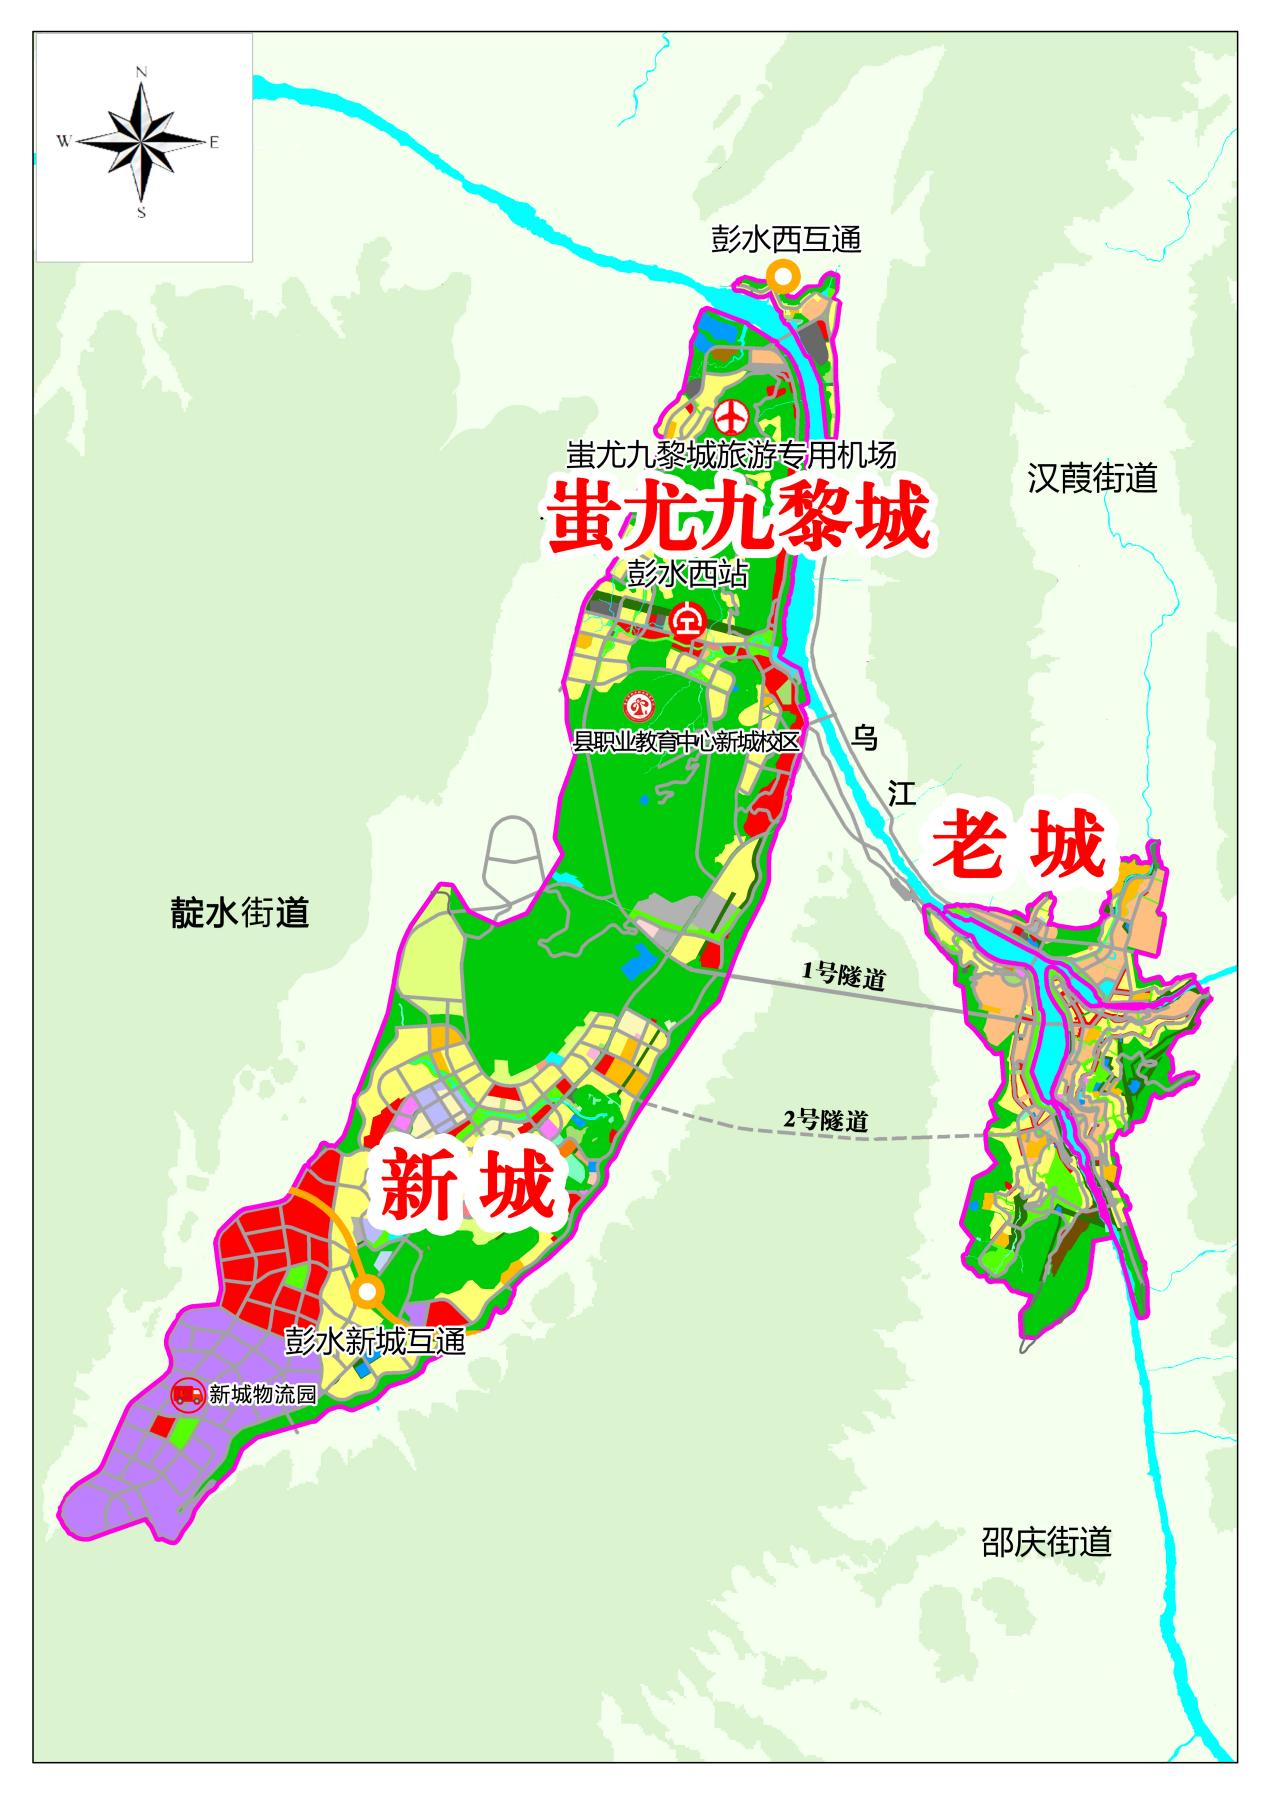 N
W
E
S
彭水西互通
蚩尤九黎城旅游专用机场
汉葭街道
蚩尤九黎城
彭水西站
县职业教育中心新城校区
乌
江
老城
靛水街道
1号隧道
2号隧道
新城
彭水新城互通
新城物流园
邵庆街道